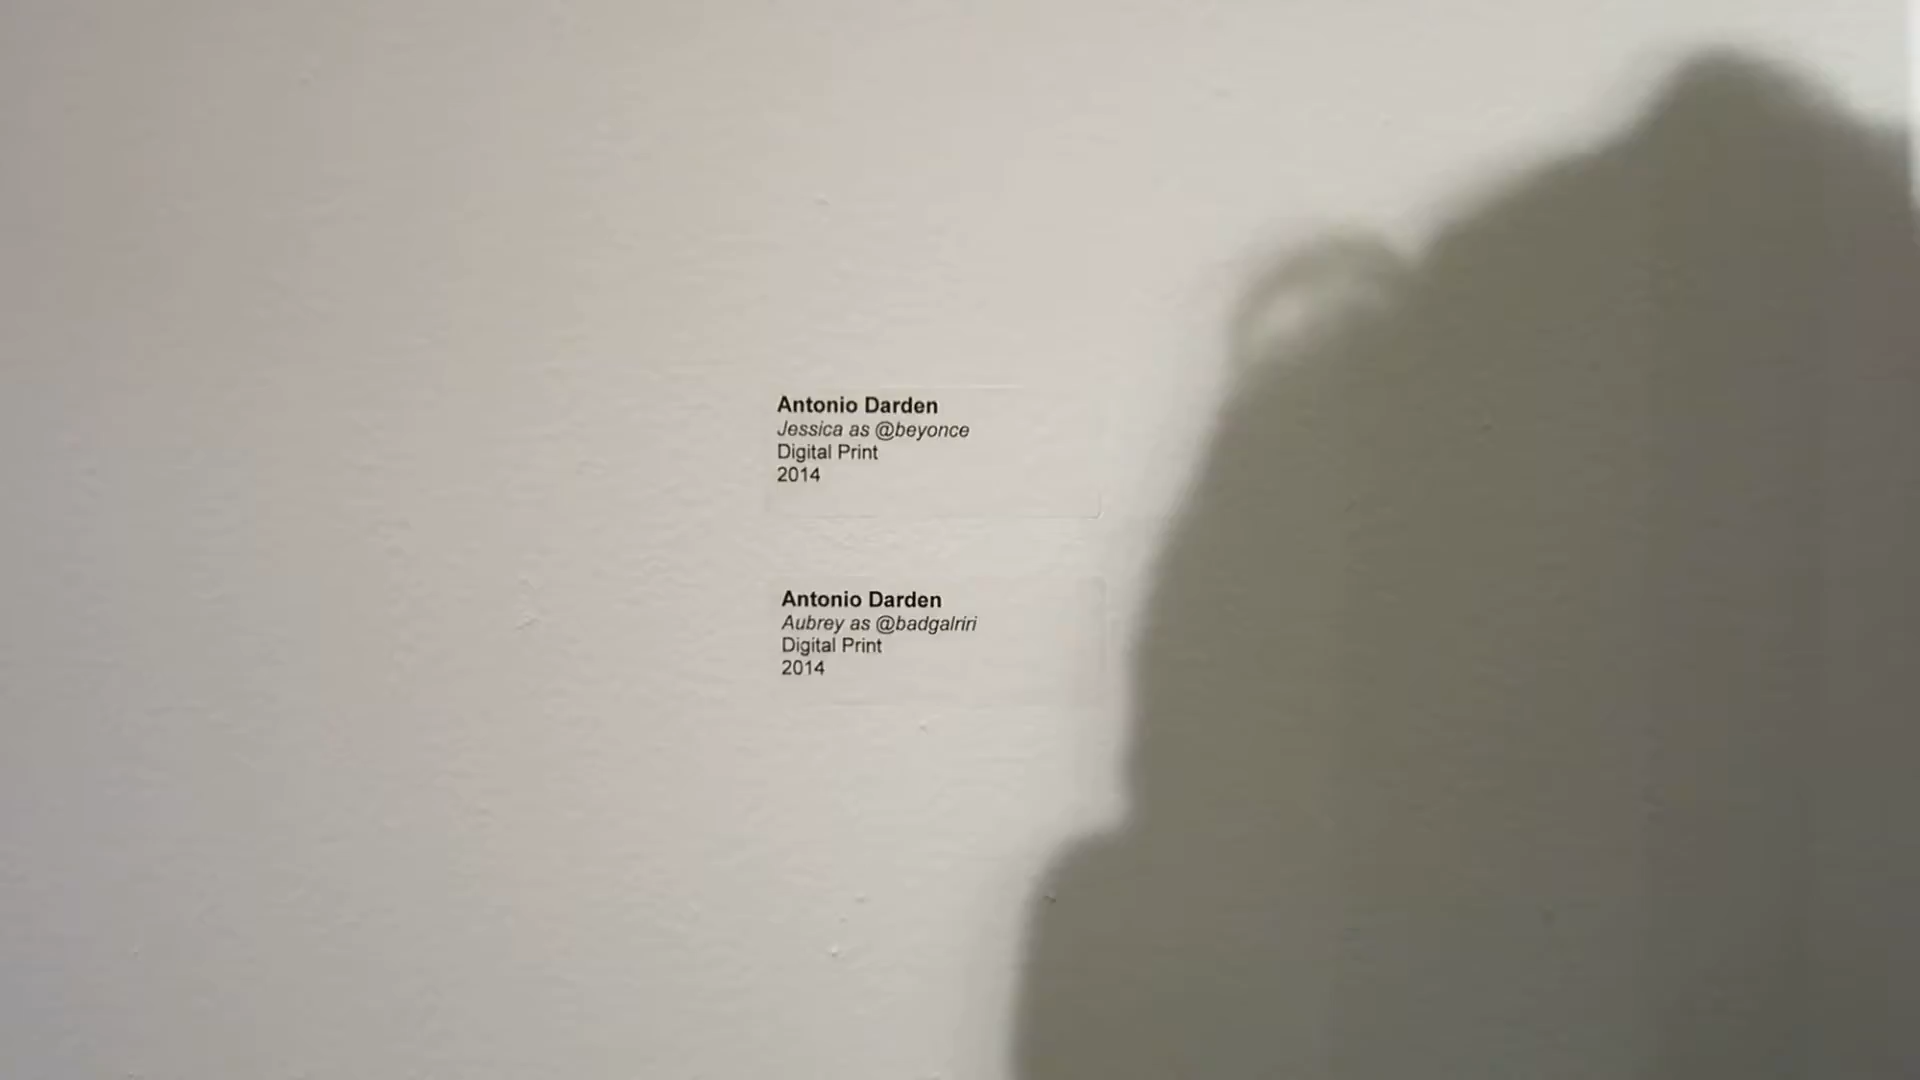 Antonio Darden
Jessica as @beyonce
Digital Print
2014
Antonio Darden
Aubrey as @badgalriri
Digital Print
2014